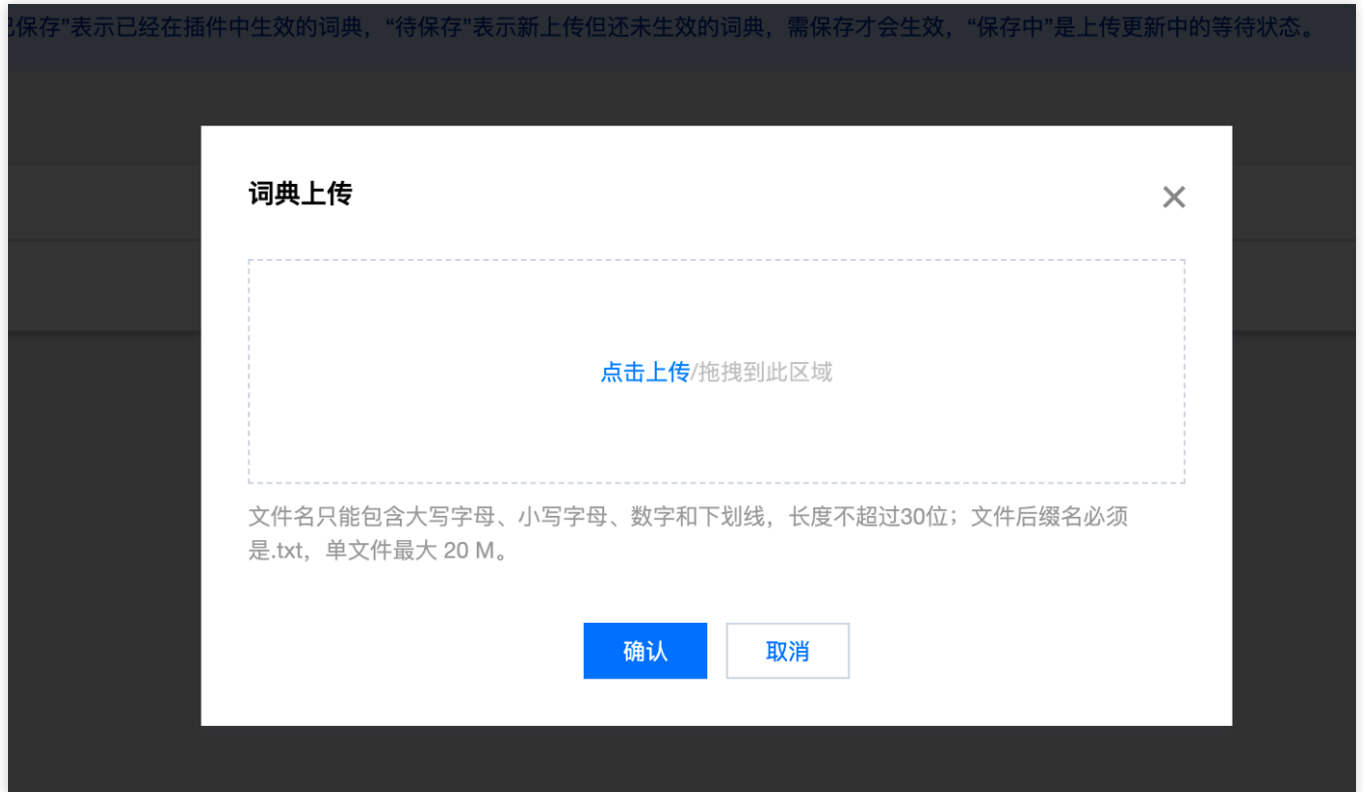 保存”表示已经在插件中生效的词典，“待保存”表示新上传但还未生效的词典，需保存才会生效，“保存中”是上传更新中的等待状态。
词典上传
点击上传/拖拽到此区域
文件名只能包含大写字母、小写字母、数字和下划线，长度不超过30位；文件后缀名必须
是.txt，单文件最大 20 M。
确认
取消